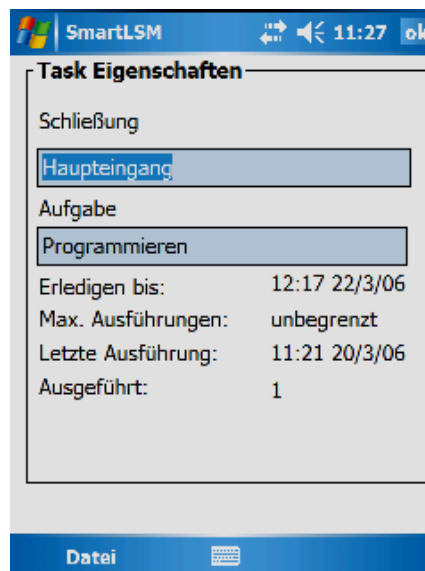 SmartLSM 11:27 ok
Task Eigenschaften
Schließung
Haupteingang
Aufgabe
Programmieren
Erledigen bis: 12:17 22/3/06
Max. Ausführungen: unbegrenzt
Letzte Ausführung: 11:21 20/3/06
Ausgeführt: 1
Datei